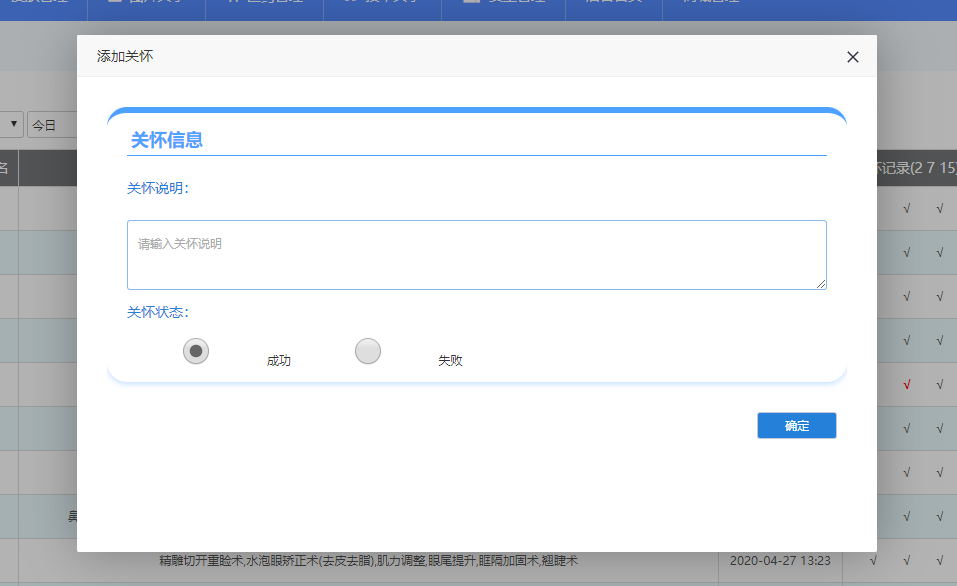 添加关怀
今日
名
怀记录(2 7 15)
关怀信息
关怀说明：
请输入关怀说明
关怀状态：
成功
失败
确定
√ √
√ √
√ √
√ √
√ √
√ √
√ √
√ √
精雕切开重睑术,水泡眼矫正术(去皮去脂),肌力调整,眼尾提升,眶隔加固术,翘睫术 2020-04-27 13:23 √ √ √